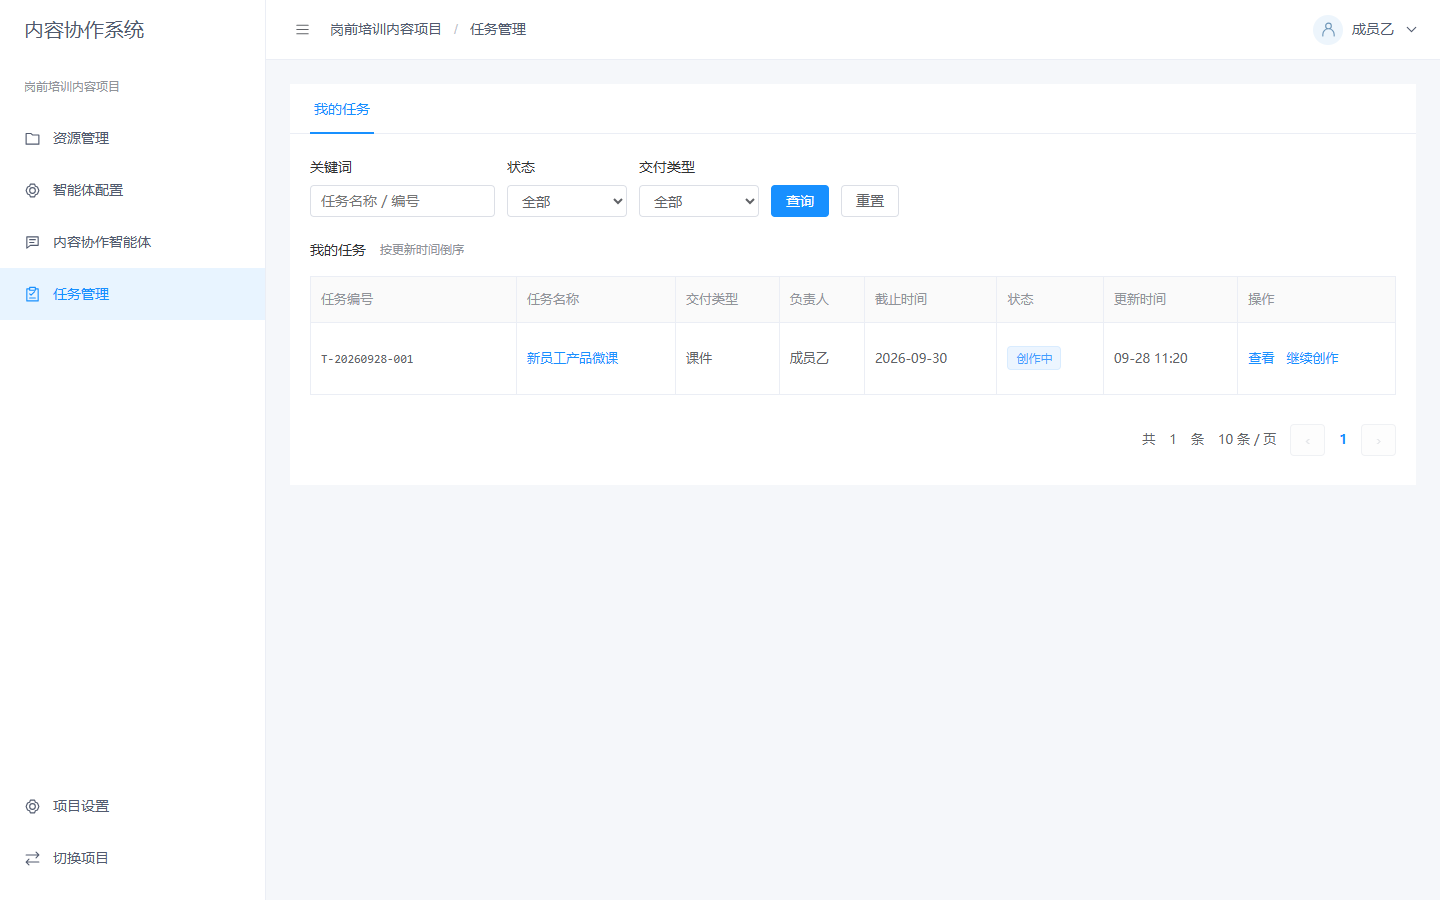 内容协作系统
岗前培训内容项目
资源管理
智能体配置
内容协作智能体
任务管理
项目设置
切换项目
岗前培训内容项目 / 任务管理
成员乙
我的任务
关键词 状态 交付类型
任务名称 / 编号 全部 全部 查询 重置
我的任务 按更新时间倒序
任务编号 任务名称 交付类型 负责人 截止时间 状态 更新时间 操作
T-20260928-001 新员工产品微课 课件 成员乙 2026-09-30 创作中 09-28 11:20 查看 继续创作
共 1 条 10 条 / 页 ‹ 1 ›